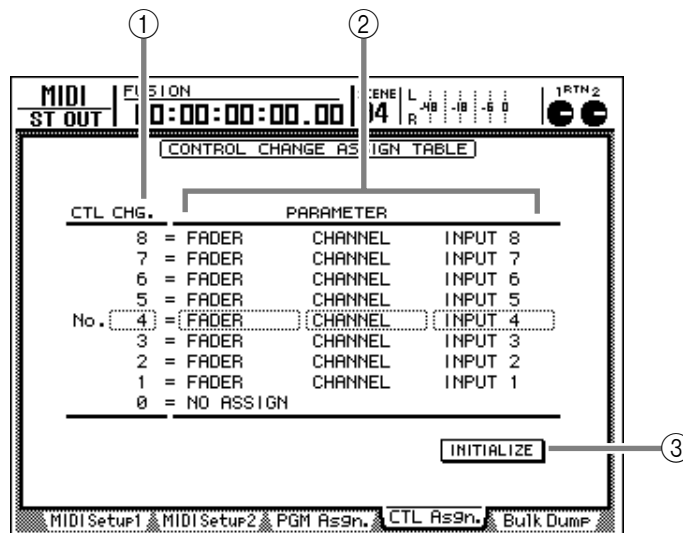 ① ②
MIDI FUSION SCENE L -48 -18 -6 0 1RTN2
ST OUT 00:00:00:00.00 04 R
CONTROL CHANGE ASSIGN TABLE
CTL CHG. PARAMETER
8 = FADER CHANNEL INPUT 8
7 = FADER CHANNEL INPUT 7
6 = FADER CHANNEL INPUT 6
5 = FADER CHANNEL INPUT 5
No. 4 = FADER CHANNEL INPUT 4
3 = FADER CHANNEL INPUT 3
2 = FADER CHANNEL INPUT 2
1 = FADER CHANNEL INPUT 1
0 = NO ASSIGN
INITIALIZE ③
MIDI Setup1 MIDI Setup2 PGM Asgn. CTL Asgn. Bulk Dump